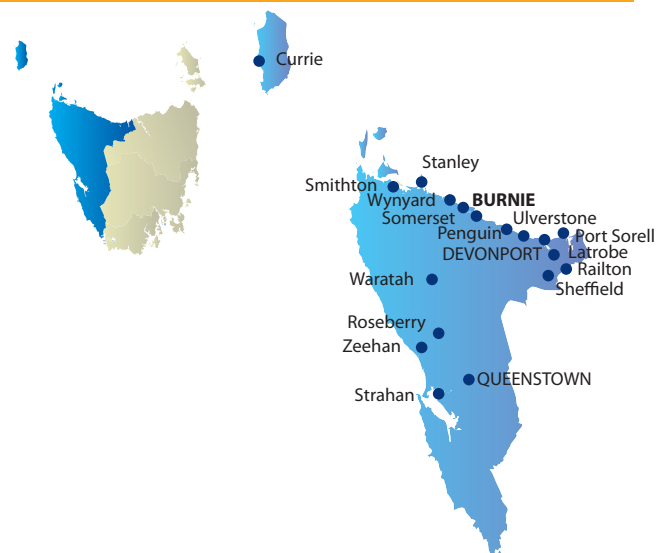 Currie
Stanley
Smithton
Wynyard
BURNIE
Somerset
Ulverstone
Penguin
Port Sorell
DEVONPORT
Latrobe
Railton
Waratah
Sheffield
Roseberry
Zeehan
QUEENSTOWN
Strahan